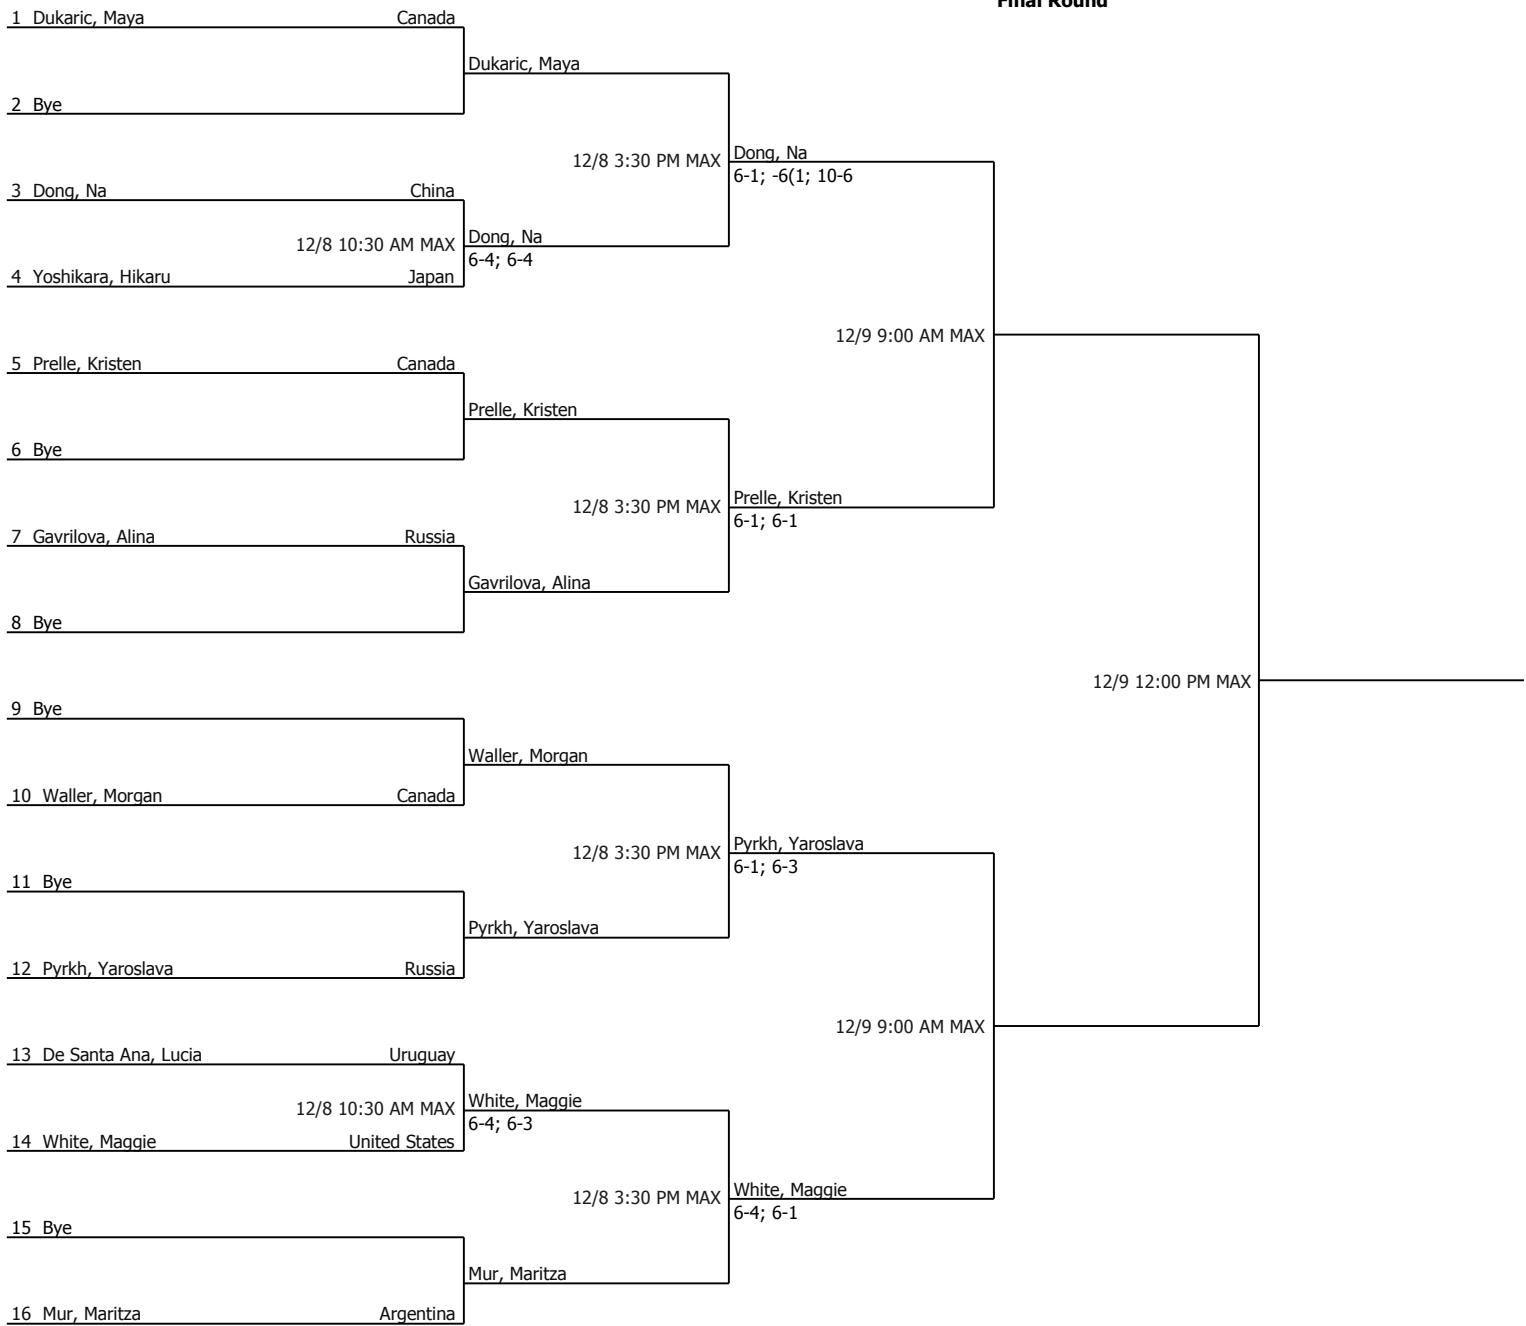 Final Round
1 Dukaric, Maya Canada
Dukaric, Maya
2 Bye
12/8 3:30 PM MAX Dong, Na
6-1; -6(1; 10-6
3 Dong, Na China
12/8 10:30 AM MAX Dong, Na
6-4; 6-4
4 Yoshikara, Hikaru Japan
12/9 9:00 AM MAX
5 Prelle, Kristen Canada
Prelle, Kristen
6 Bye
12/8 3:30 PM MAX Prelle, Kristen
6-1; 6-1
7 Gavrilova, Alina Russia
Gavrilova, Alina
8 Bye
12/9 12:00 PM MAX
9 Bye
Waller, Morgan
10 Waller, Morgan Canada
12/8 3:30 PM MAX Pyrkh, Yaroslava
6-1; 6-3
11 Bye
Pyrkh, Yaroslava
12 Pyrkh, Yaroslava Russia
12/9 9:00 AM MAX
13 De Santa Ana, Lucia Uruguay
12/8 10:30 AM MAX White, Maggie
6-4; 6-3
14 White, Maggie United States
12/8 3:30 PM MAX White, Maggie
6-4; 6-1
15 Bye
Mur, Maritza
16 Mur, Maritza Argentina